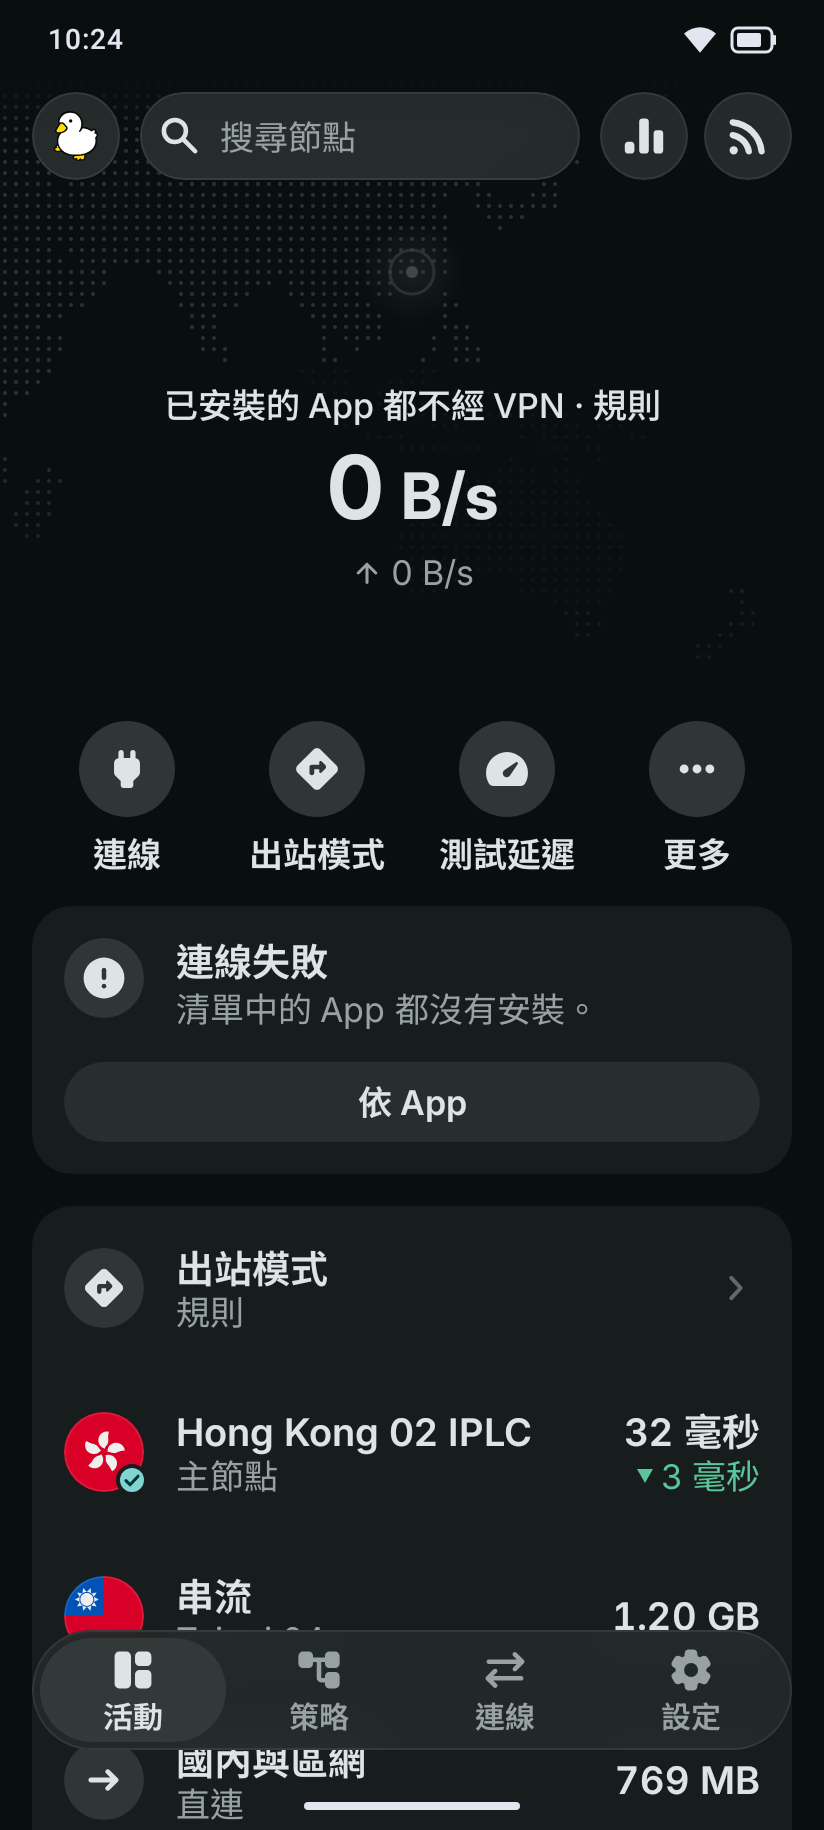 10:24
搜尋節點
已安裝的 App 都不經 VPN · 規則
0 B/s
↑ 0 B/s
連線
出站模式
測試延遲
更多
連線失敗
清單中的 App 都沒有安裝。
依 App
出站模式
規則
Hong Kong 02 IPLC
32 毫秒
主節點
▼3 毫秒
串流
1.20 GB
活動
策略
連線
設定
國內與區網
769 MB
直連